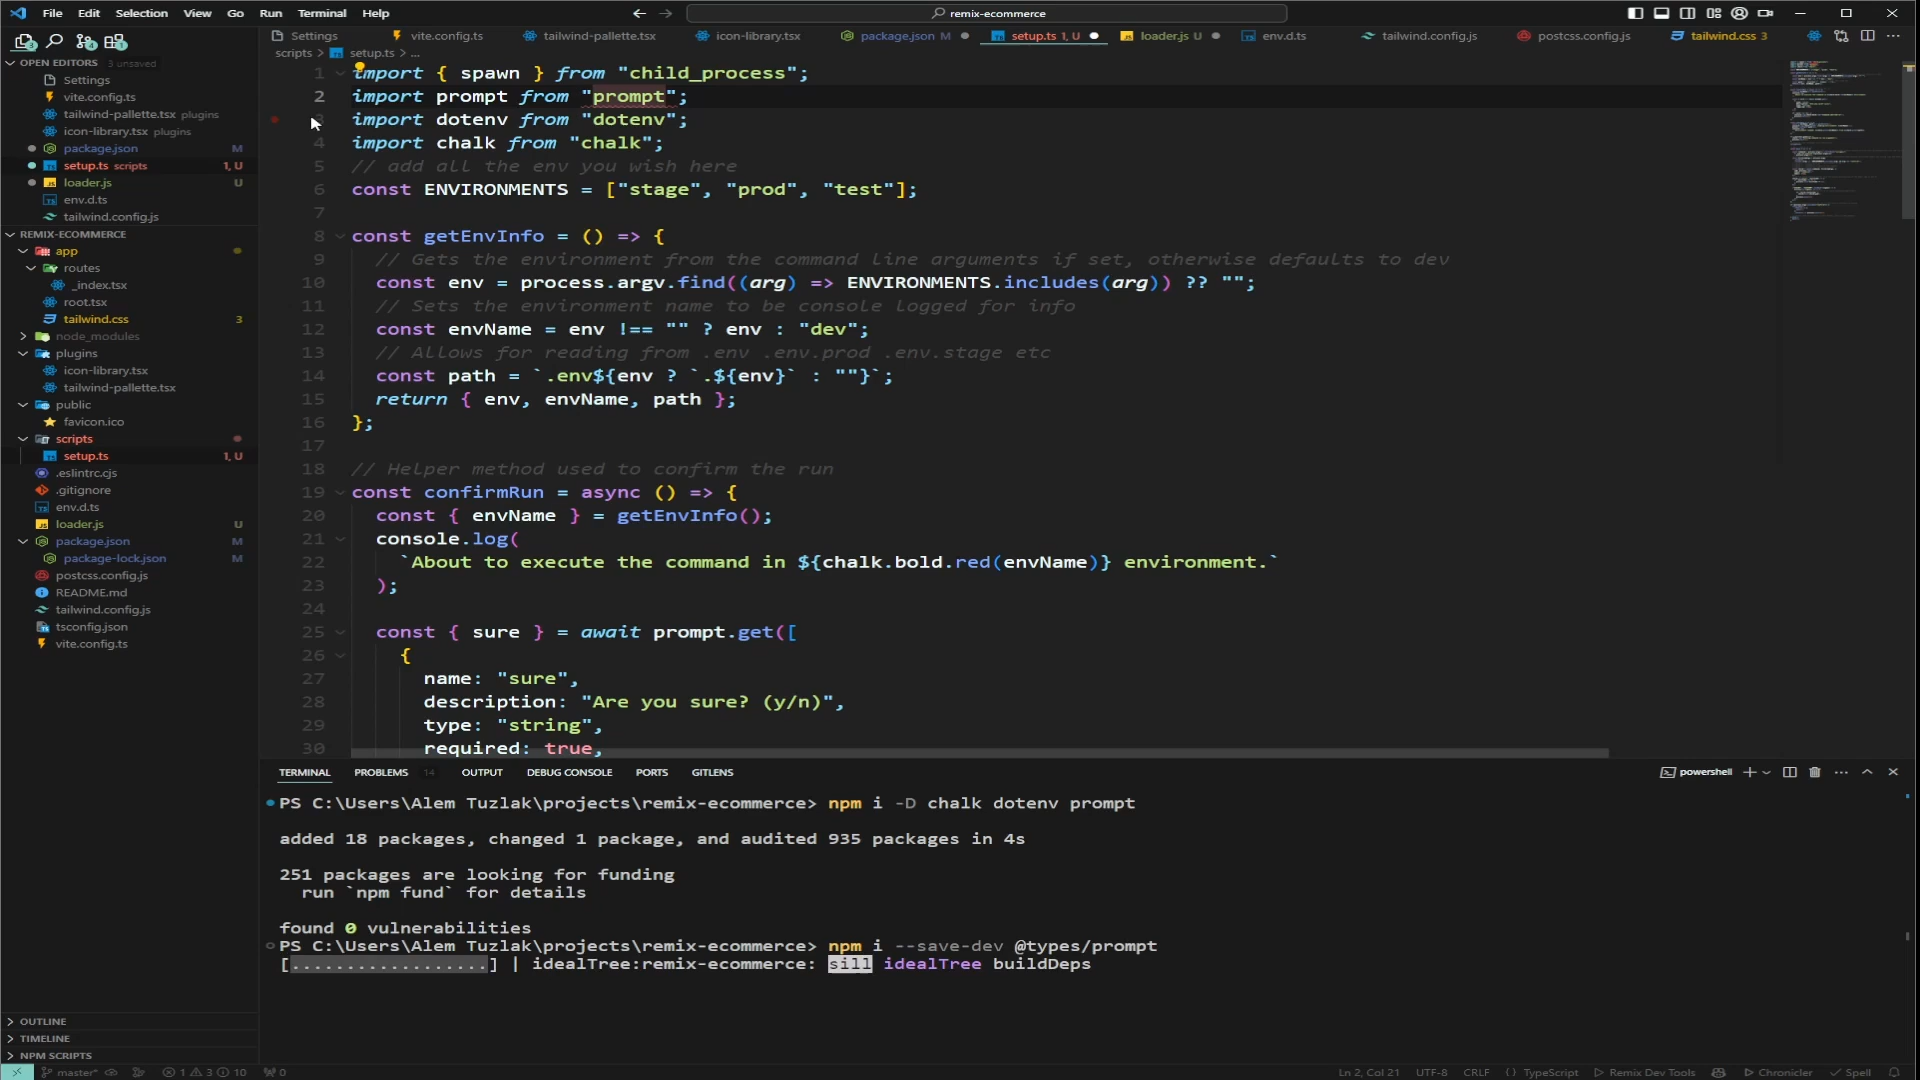 File Edit Selection View Go Run Terminal Help
remix-ecommerce
Settings vite.config.ts tailwind-pallette.tsx icon-library.tsx package.json M setup.ts 1, U loader.js U env.d.ts tailwind.config.js postcss.config.js tailwind.css 3
scripts > setup.ts > ...
OPEN EDITORS 3 unsaved
Settings
vite.config.ts
tailwind-pallette.tsx plugins
icon-library.tsx plugins
package.json M
setup.ts scripts 1, U
loader.js U
env.d.ts
tailwind.config.js
REMIX-ECOMMERCE
app
routes
_index.tsx
root.tsx
tailwind.css 3
node_modules
plugins
icon-library.tsx
tailwind-pallette.tsx
public
favicon.ico
scripts
setup.ts 1, U
.eslintrc.cjs
.gitignore
env.d.ts
loader.js U
package.json M
package-lock.json M
postcss.config.js
README.md
tailwind.config.js
tsconfig.json
vite.config.ts
OUTLINE
TIMELINE
NPM SCRIPTS
1 import { spawn } from "child_process";
2 import prompt from "prompt";
3 import dotenv from "dotenv";
4 import chalk from "chalk";
5 // add all the env you wish here
6 const ENVIRONMENTS = ["stage", "prod", "test"];
7
8 const getEnvInfo = () => {
9 // Gets the environment from the command line arguments if set, otherwise defaults to dev
10 const env = process.argv.find((arg) => ENVIRONMENTS.includes(arg)) ?? "";
11 // Sets the environment name to be console logged for info
12 const envName = env !== "" ? env : "dev";
13 // Allows for reading from .env .env.prod .env.stage etc
14 const path = `.env${env ? `.${env}` : ""}`;
15 return { env, envName, path };
16 };
17
18 // Helper method used to confirm the run
19 const confirmRun = async () => {
20 const { envName } = getEnvInfo();
21 console.log(
22 `About to execute the command in ${chalk.bold.red(envName)} environment.`
23 );
24
25 const { sure } = await prompt.get([
26 {
27 name: "sure",
28 description: "Are you sure? (y/n)",
29 type: "string",
30 required: true,
TERMINAL PROBLEMS 14 OUTPUT DEBUG CONSOLE PORTS GITLENS powershell
PS C:\Users\Alem Tuzlak\projects\remix-ecommerce> npm i -D chalk dotenv prompt
added 18 packages, changed 1 package, and audited 935 packages in 4s
251 packages are looking for funding
run `npm fund` for details
found 0 vulnerabilities
PS C:\Users\Alem Tuzlak\projects\remix-ecommerce> npm i --save-dev @types/prompt
[..................] | idealTree:remix-ecommerce: sill idealTree buildDeps
master* 1 3 10 0 Ln 2, Col 21 UTF-8 CRLF {} TypeScript Remix Dev Tools Chronicler Spell